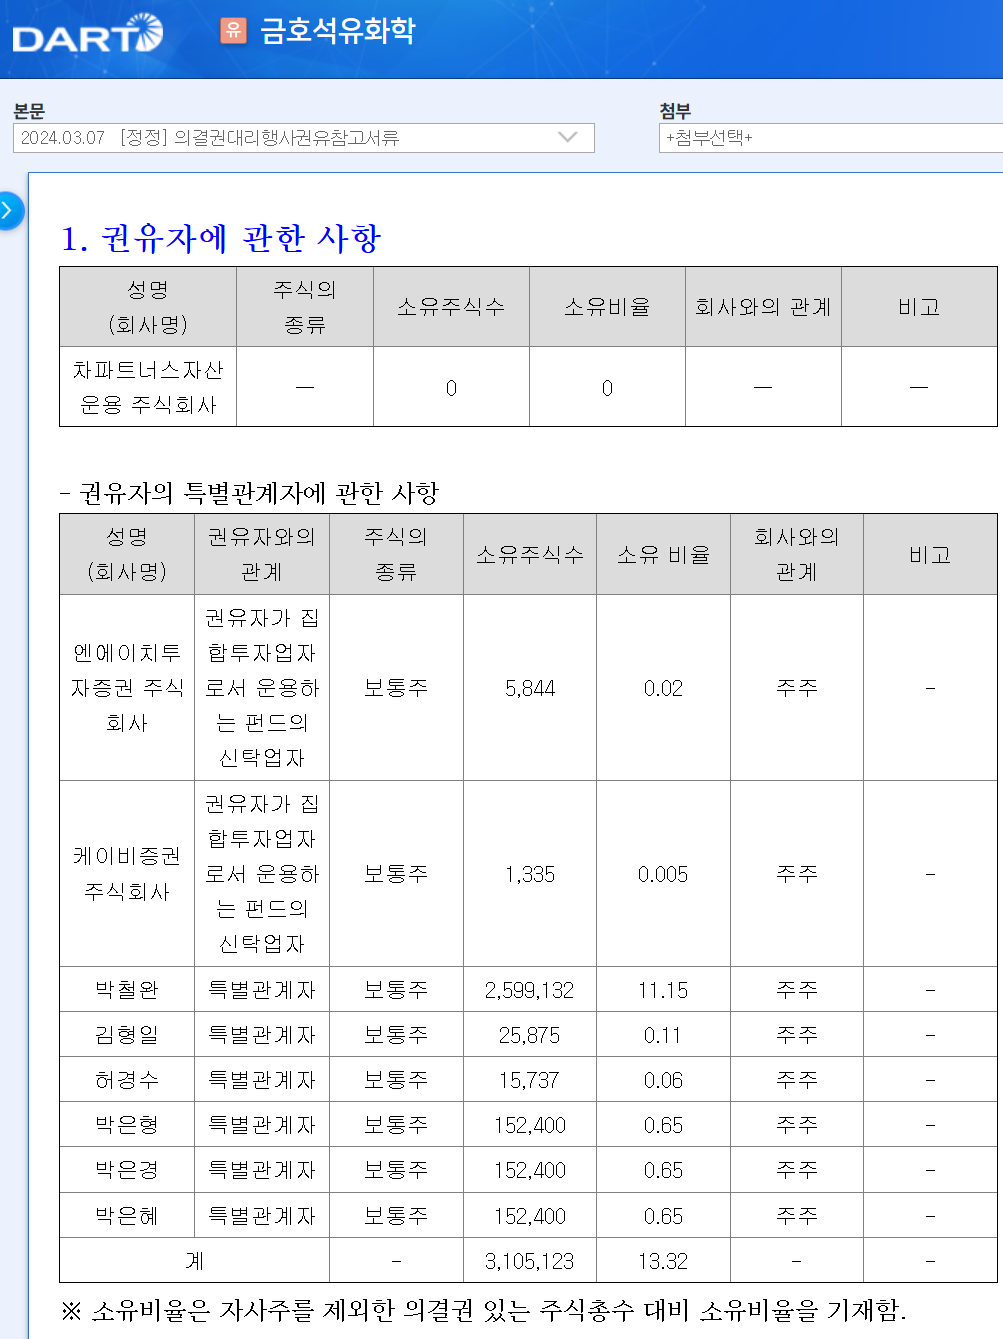 DART
유 금호석유화학
본문
첨부
2024.03.07 [정정] 의결권대리행사권유참고서류
+첨부선택+
1. 권유자에 관한 사항
성명 (회사명) 주식의 종류 소유주식수 소유비율 회사와의 관계 비고
차파트너스자산운용 주식회사 — 0 0 — —
- 권유자의 특별관계자에 관한 사항
성명 (회사명) 권유자와의 관계 주식의 종류 소유주식수 소유 비율 회사와의 관계 비고
엔에이치투자증권 주식회사 권유자가 집합투자업자로서 운용하는 펀드의 신탁업자 보통주 5,844 0.02 주주 -
케이비증권 주식회사 권유자가 집합투자업자로서 운용하는 펀드의 신탁업자 보통주 1,335 0.005 주주 -
박철완 특별관계자 보통주 2,599,132 11.15 주주 -
김형일 특별관계자 보통주 25,875 0.11 주주 -
허경수 특별관계자 보통주 15,737 0.06 주주 -
박은형 특별관계자 보통주 152,400 0.65 주주 -
박은경 특별관계자 보통주 152,400 0.65 주주 -
박은혜 특별관계자 보통주 152,400 0.65 주주 -
계 - 3,105,123 13.32 - -
※ 소유비율은 자사주를 제외한 의결권 있는 주식총수 대비 소유비율을 기재함.